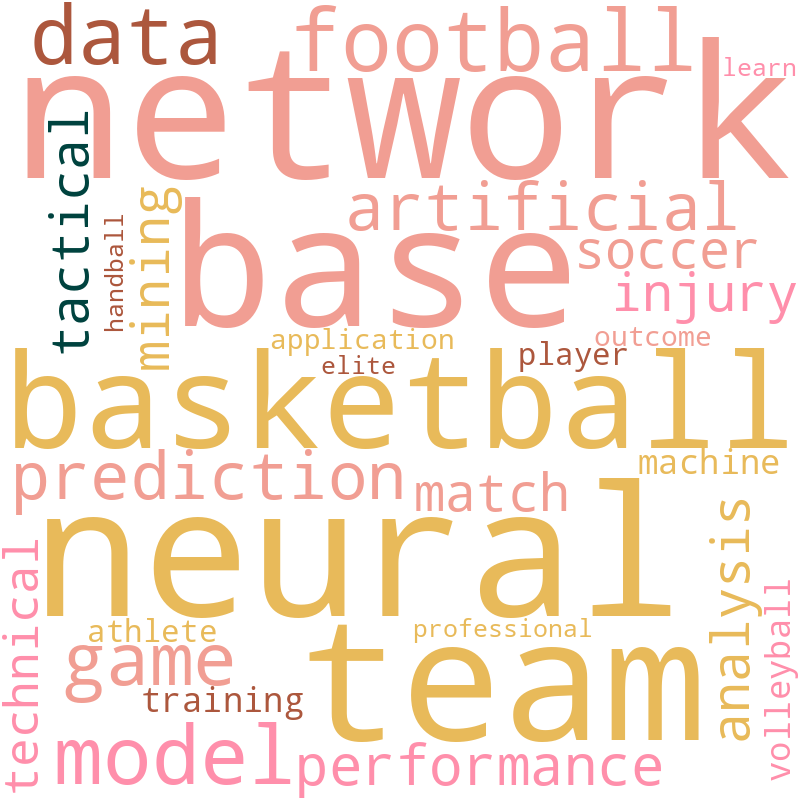 data
football
learn
network
tactical
artificial
mining
handball
base
soccer
injury
application
outcome
elite
player
basketball
prediction
machine
match
neural
analysis
technical
volleyball
athlete
professional
team
game
training
model
performance